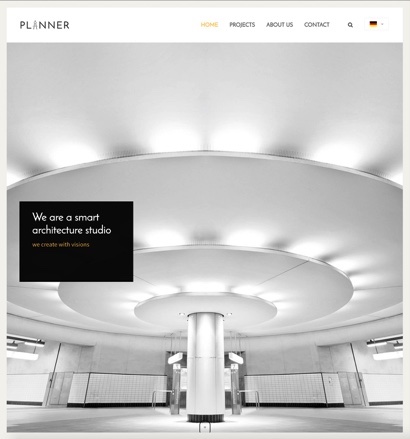 PLANNER
HOME PROJECTS ABOUT US CONTACT
We are a smart
architecture studio
we create with visions